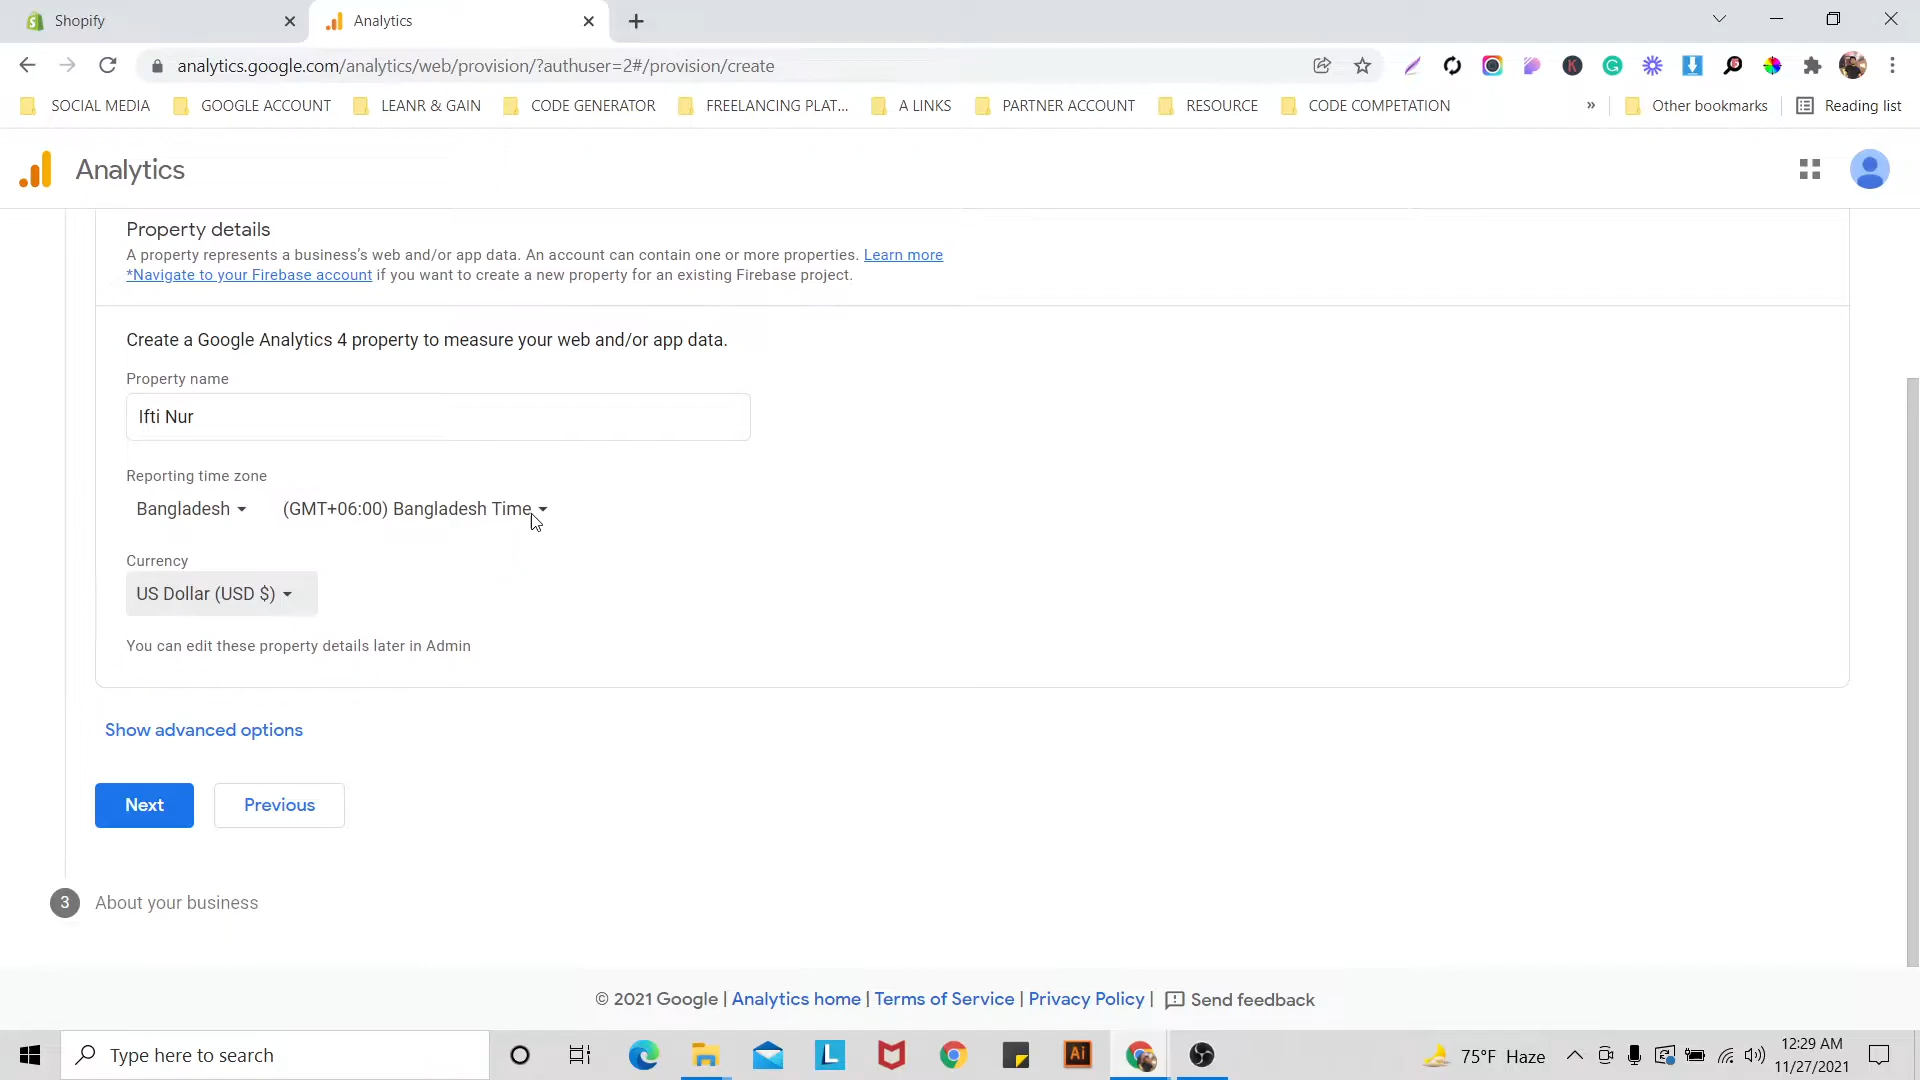 Shopify
Analytics
analytics.google.com/analytics/web/provision/?authuser=2#/provision/create
SOCIAL MEDIA
GOOGLE ACCOUNT
LEANR & GAIN
CODE GENERATOR
FREELANCING PLAT...
A LINKS
PARTNER ACCOUNT
RESOURCE
CODE COMPETATION
»
Other bookmarks
Reading list
Analytics
Property details
A property represents a business's web and/or app data. An account can contain one or more properties. Learn more
*Navigate to your Firebase account if you want to create a new property for an existing Firebase project.
Create a Google Analytics 4 property to measure your web and/or app data.
Property name
Ifti Nur
Reporting time zone
Bangladesh
(GMT+06:00) Bangladesh Time
Currency
US Dollar (USD $)
You can edit these property details later in Admin
Show advanced options
Next
Previous
3 About your business
© 2021 Google | Analytics home | Terms of Service | Privacy Policy | Send feedback
Type here to search
L
Ai
75°F Haze
12:29 AM
11/27/2021